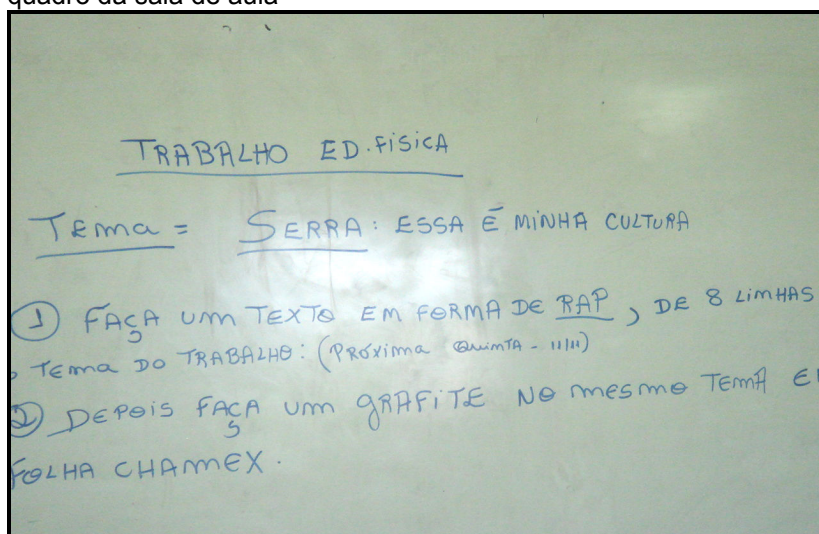 quadro da sala de aula
TRABALHO ED.FÍSICA
Tema = SERRA: ESSA É MINHA CULTURA
1 FAÇA UM TEXTO EM FORMA DE RAP, DE 8 LIMHAS
TEMA DO TRABALHO: (PRÓXIMA QUINTA - 11/11)
2 DEPOIS FAÇA UM GRAFITE NO MESMO TEMA
FOLHA CHAMEX.